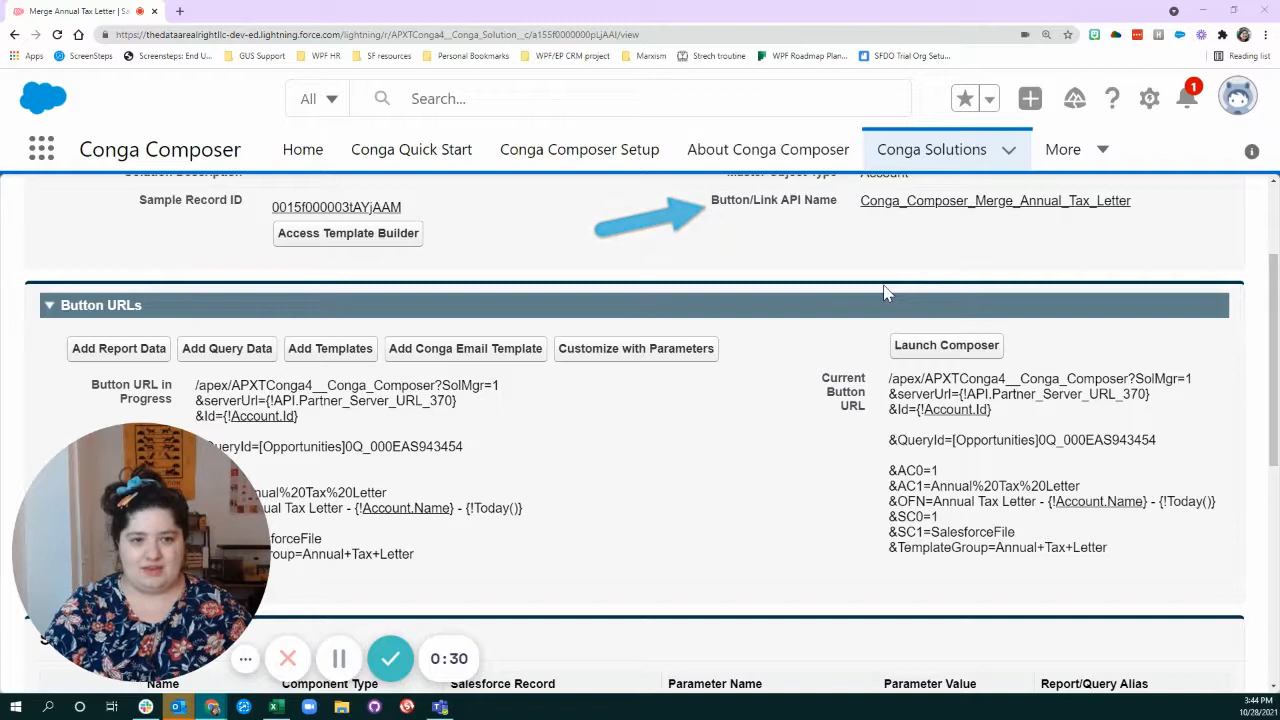 Merge Annual Tax Letter | Sa
thedataarealrightllc-dev-ed.lightning.force.com/lightning/r/APXTConga4__Conga_Solution__c/a155f0000000pLjAAI/view
Apps
ScreenSteps
Screensteps: End U...
GUS Support
WPF HR
SF resources
Personal Bookmarks
WPF/EP CRM project
Marxism
Strech troutine
WPF Roadmap Plan...
SFDO Trial Org Set...
Reading list
All
Search...
1
Conga Composer
Home
Conga Quick Start
Conga Composer Setup
About Conga Composer
Conga Solutions
More
Sample Record ID
0015f000003tAYjAAM
Access Template Builder
Account
Button/Link API Name
Conga_Composer_Merge_Annual_Tax_Letter
Button URLs
Add Report Data
Add Query Data
Add Templates
Add Conga Email Template
Customize with Parameters
Launch Composer
Button URL in
Progress
/apex/APXTConga4__Conga_Composer?SolMgr=1
&serverUrl={!API.Partner_Server_URL_370}
&Id={!Account.Id}
QueryId=[Opportunities]0Q_000EAS943454
nual%20Tax%20Letter
nual Tax Letter - {!Account.Name} - {!Today()}
sforceFile
roup=Annual+Tax+Letter
Current
Button
URL
/apex/APXTConga4__Conga_Composer?SolMgr=1
&serverUrl={!API.Partner_Server_URL_370}
&Id={!Account.Id}
&QueryId=[Opportunities]0Q_000EAS943454
&AC0=1
&AC1=Annual%20Tax%20Letter
&OFN=Annual Tax Letter - {!Account.Name} - {!Today()}
&SC0=1
&SC1=SalesforceFile
&TemplateGroup=Annual+Tax+Letter
0:30
Name
Component Type
Salesforce Record
Parameter Name
Parameter Value
Report/Query Alias
3:44 PM
10/28/2021